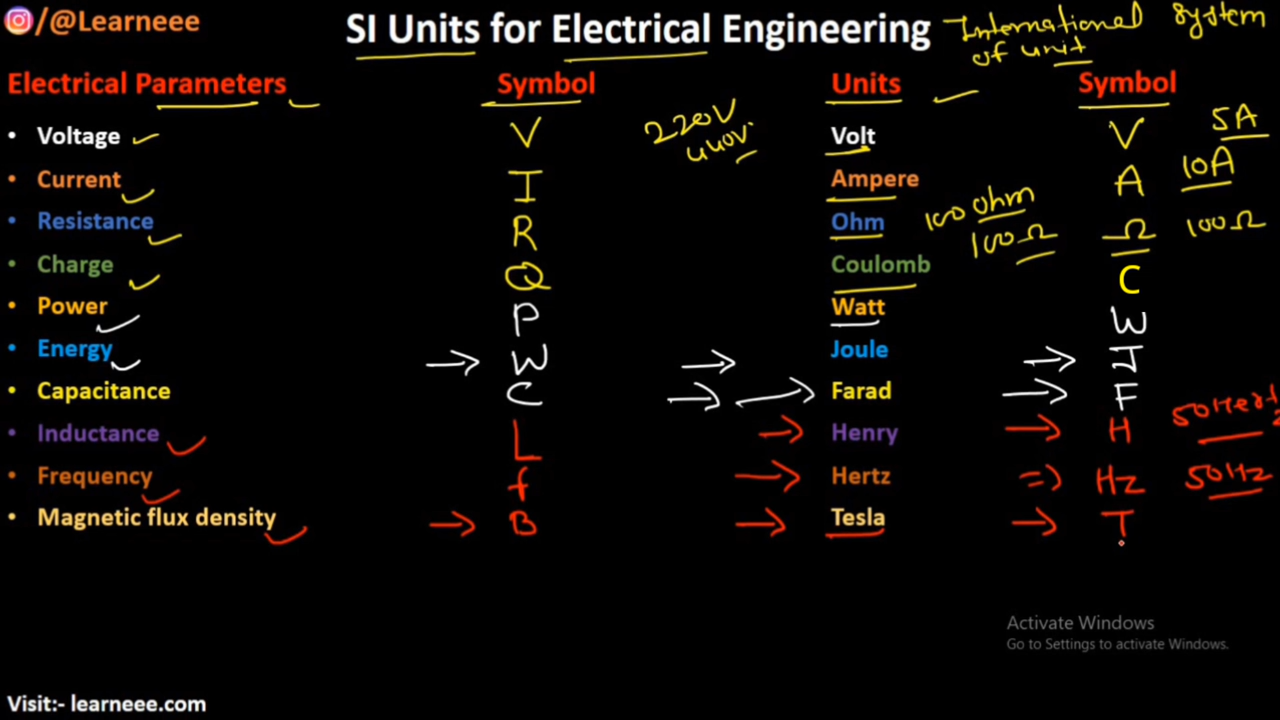 /@Learneee
SI Units for Electrical Engineering
International System
of unit
Electrical Parameters Symbol Units Symbol
• Voltage V 220V Volt V 5A
440V.
• Current I Ampere A 10A
• Resistance R Ohm 100 ohm Ω 100Ω
100Ω
• Charge Q Coulomb C
• Power P Watt W
• Energy → W → Joule → J
• Capacitance C → → Farad → F
• Inductance L → Henry → H 50Hertz
• Frequency f → Hertz => Hz 50Hz
• Magnetic flux density → B → Tesla → T
Activate Windows
Go to Settings to activate Windows.
Visit:- learneee.com